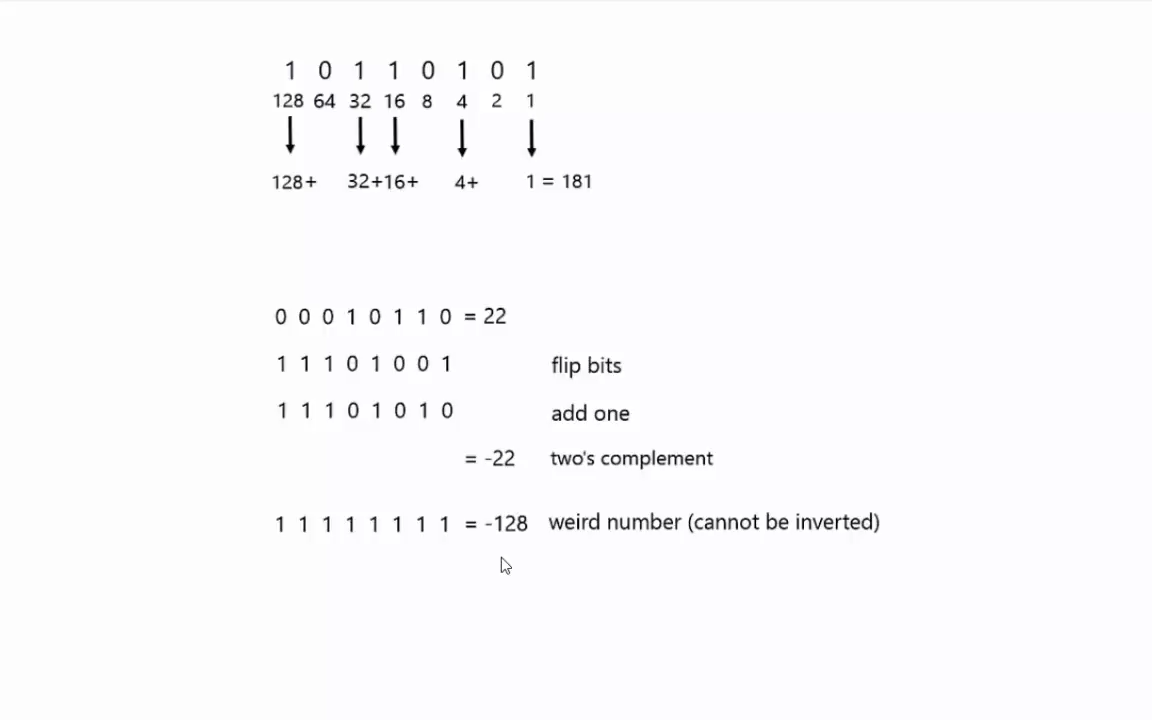 1 0 1 1 0 1 0 1
128 64 32 16 8 4 2 1
128+ 32+16+ 4+ 1 = 181
0 0 0 1 0 1 1 0 = 22
1 1 1 0 1 0 0 1 flip bits
1 1 1 0 1 0 1 0 add one
= -22 two's complement
1 1 1 1 1 1 1 1 = -128 weird number (cannot be inverted)